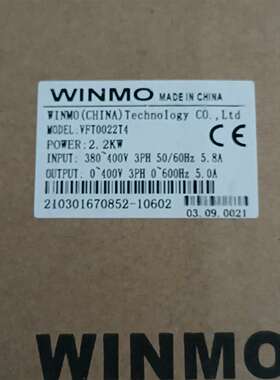 WINMO MADE IN CHINA
WINMO(CHINA)Technology CO.,Ltd
MODEL.VFT0022T4
POWER:2.2KW
CE
INPUT: 380~400V 3PH 50/60Hz 5.8A
OUTPUT: 0~400V 3PH 0~600Hz 5.0A
210301670852-10602
03.09.0021
WINMO